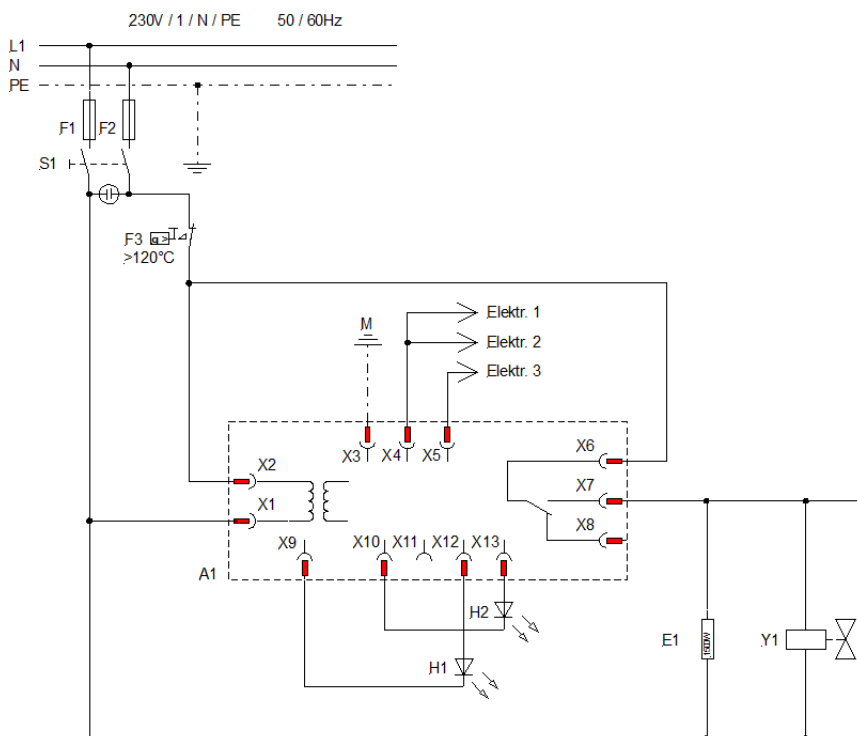 230V / 1 / N / PE 50 / 60Hz
L1
N
PE
F1 F2
S1
F3 >120°C
Elektr. 1
M
Elektr. 2
Elektr. 3
X3 X4 X5 X6
X2
X7
X1
X8
X9 X10 X11 X12 X13
A1
H2
E1 Y1
H1